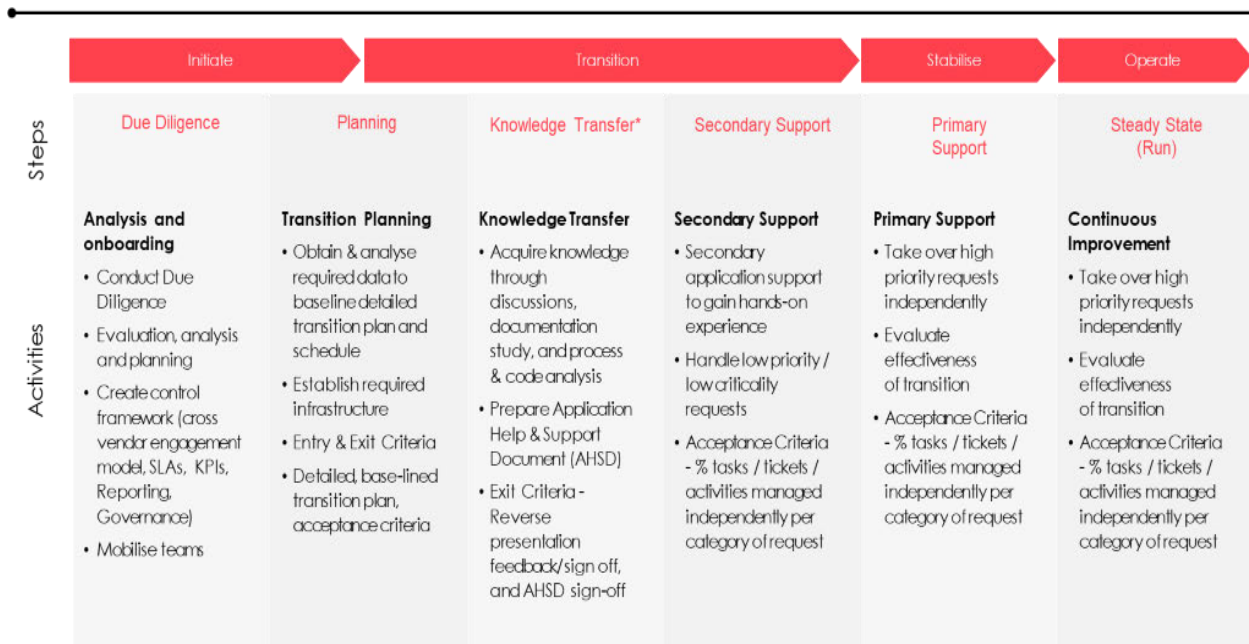 Initiate
Transition
Stabilise
Operate
Steps
Due Diligence
Planning
Knowledge Transfer*
Secondary Support
Primary
Support
Steady State
(Run)
Activities
Analysis and
onboarding
• Conduct Due
Diligence
• Evaluation, analysis
and planning
• Create control
framework (cross
vendor engagement
model, SLAs, KPIs,
Reporting,
Governance)
• Mobilise teams
Transition Planning
• Obtain & analyse
required data to
baseline detailed
transition plan and
schedule
• Establish required
infrastructure
• Entry & Exit Criteria
• Detailed, base-lined
transition plan,
acceptance criteria
Knowledge Transfer
• Acquire knowledge
through
discussions,
documentation
study, and process
& code analysis
• Prepare Application
Help & Support
Document (AHSD)
• Exit Criteria -
Reverse
presentation
feedback/sign off,
and AHSD sign-off
Secondary Support
• Secondary
application support
to gain hands-on
experience
• Handle low priority /
low criticality
requests
• Acceptance Criteria
- % tasks / tickets /
activities managed
independently per
category of request
Primary Support
• Take over high
priority requests
independently
• Evaluate
effectiveness
of transition
• Acceptance Criteria
- % tasks / tickets /
activities managed
independently per
category of request
Continuous
Improvement
• Take over high
priority requests
independently
• Evaluate
effectiveness
of transition
• Acceptance Criteria
- % tasks / tickets /
activities managed
independently per
category of request